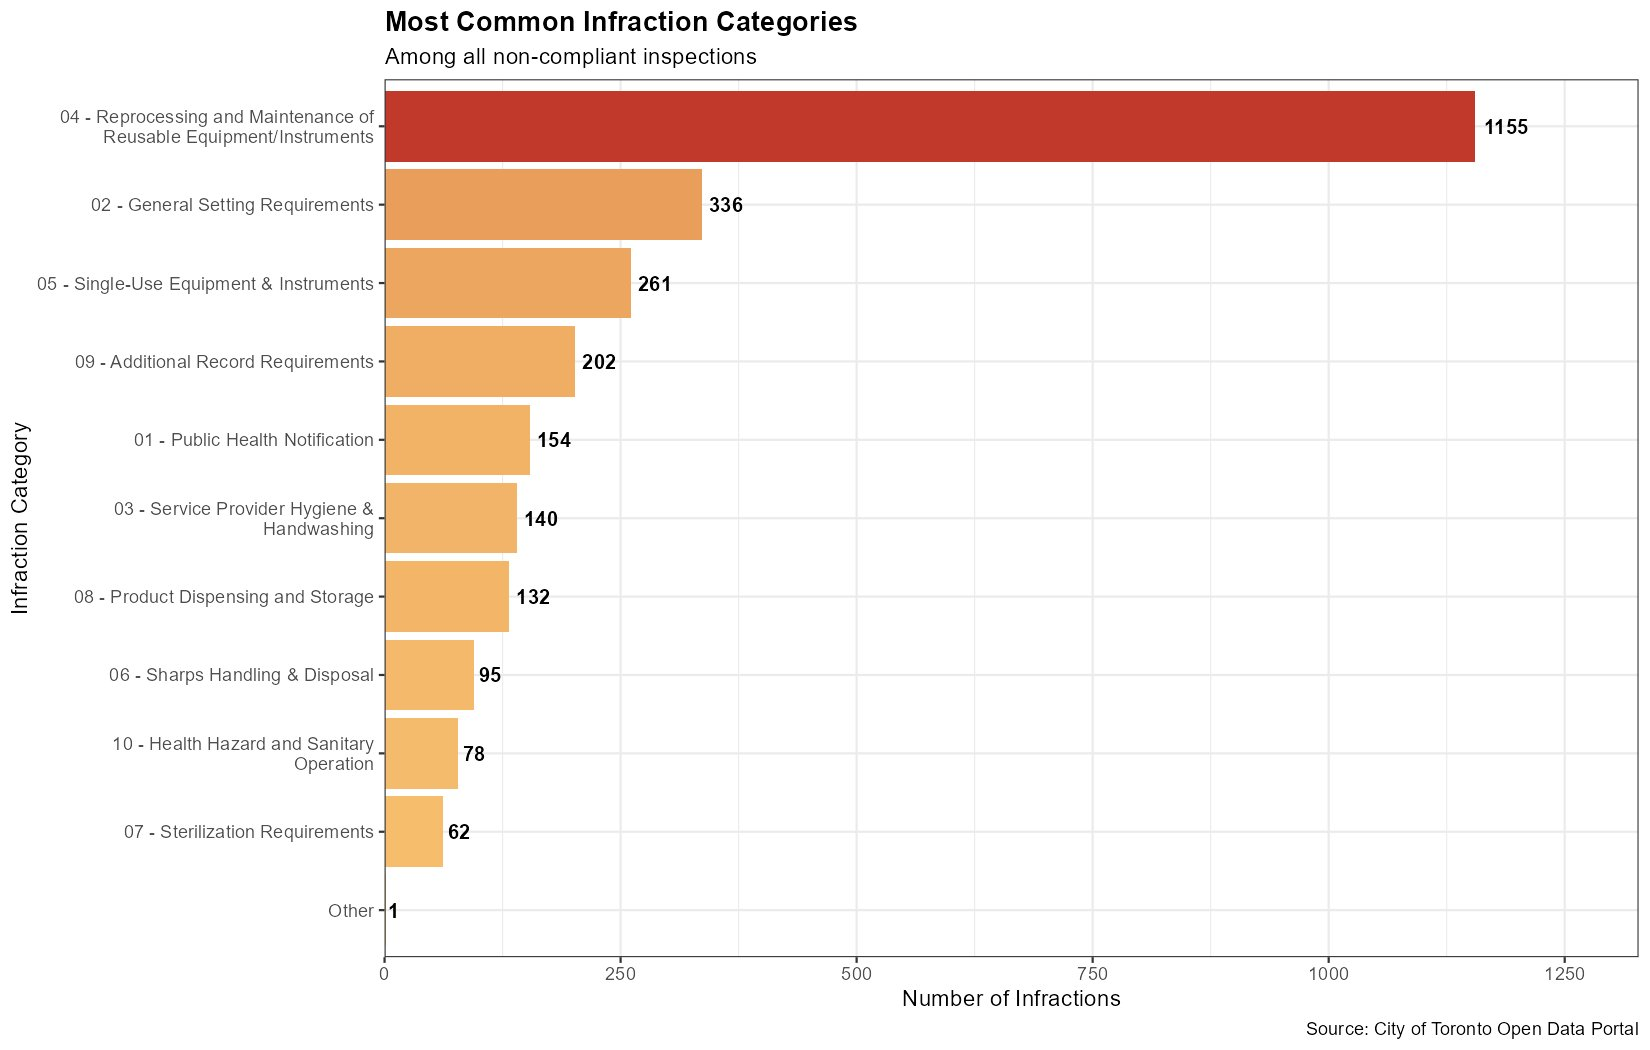 Most Common Infraction Categories
Among all non-compliant inspections
Infraction Category
04 - Reprocessing and Maintenance of
Reusable Equipment/Instruments
1155
02 - General Setting Requirements
336
05 - Single-Use Equipment & Instruments
261
09 - Additional Record Requirements
202
01 - Public Health Notification
154
03 - Service Provider Hygiene &
Handwashing
140
08 - Product Dispensing and Storage
132
06 - Sharps Handling & Disposal
95
10 - Health Hazard and Sanitary
Operation
78
07 - Sterilization Requirements
62
Other
1
0 250 500 750 1000 1250
Number of Infractions
Source: City of Toronto Open Data Portal